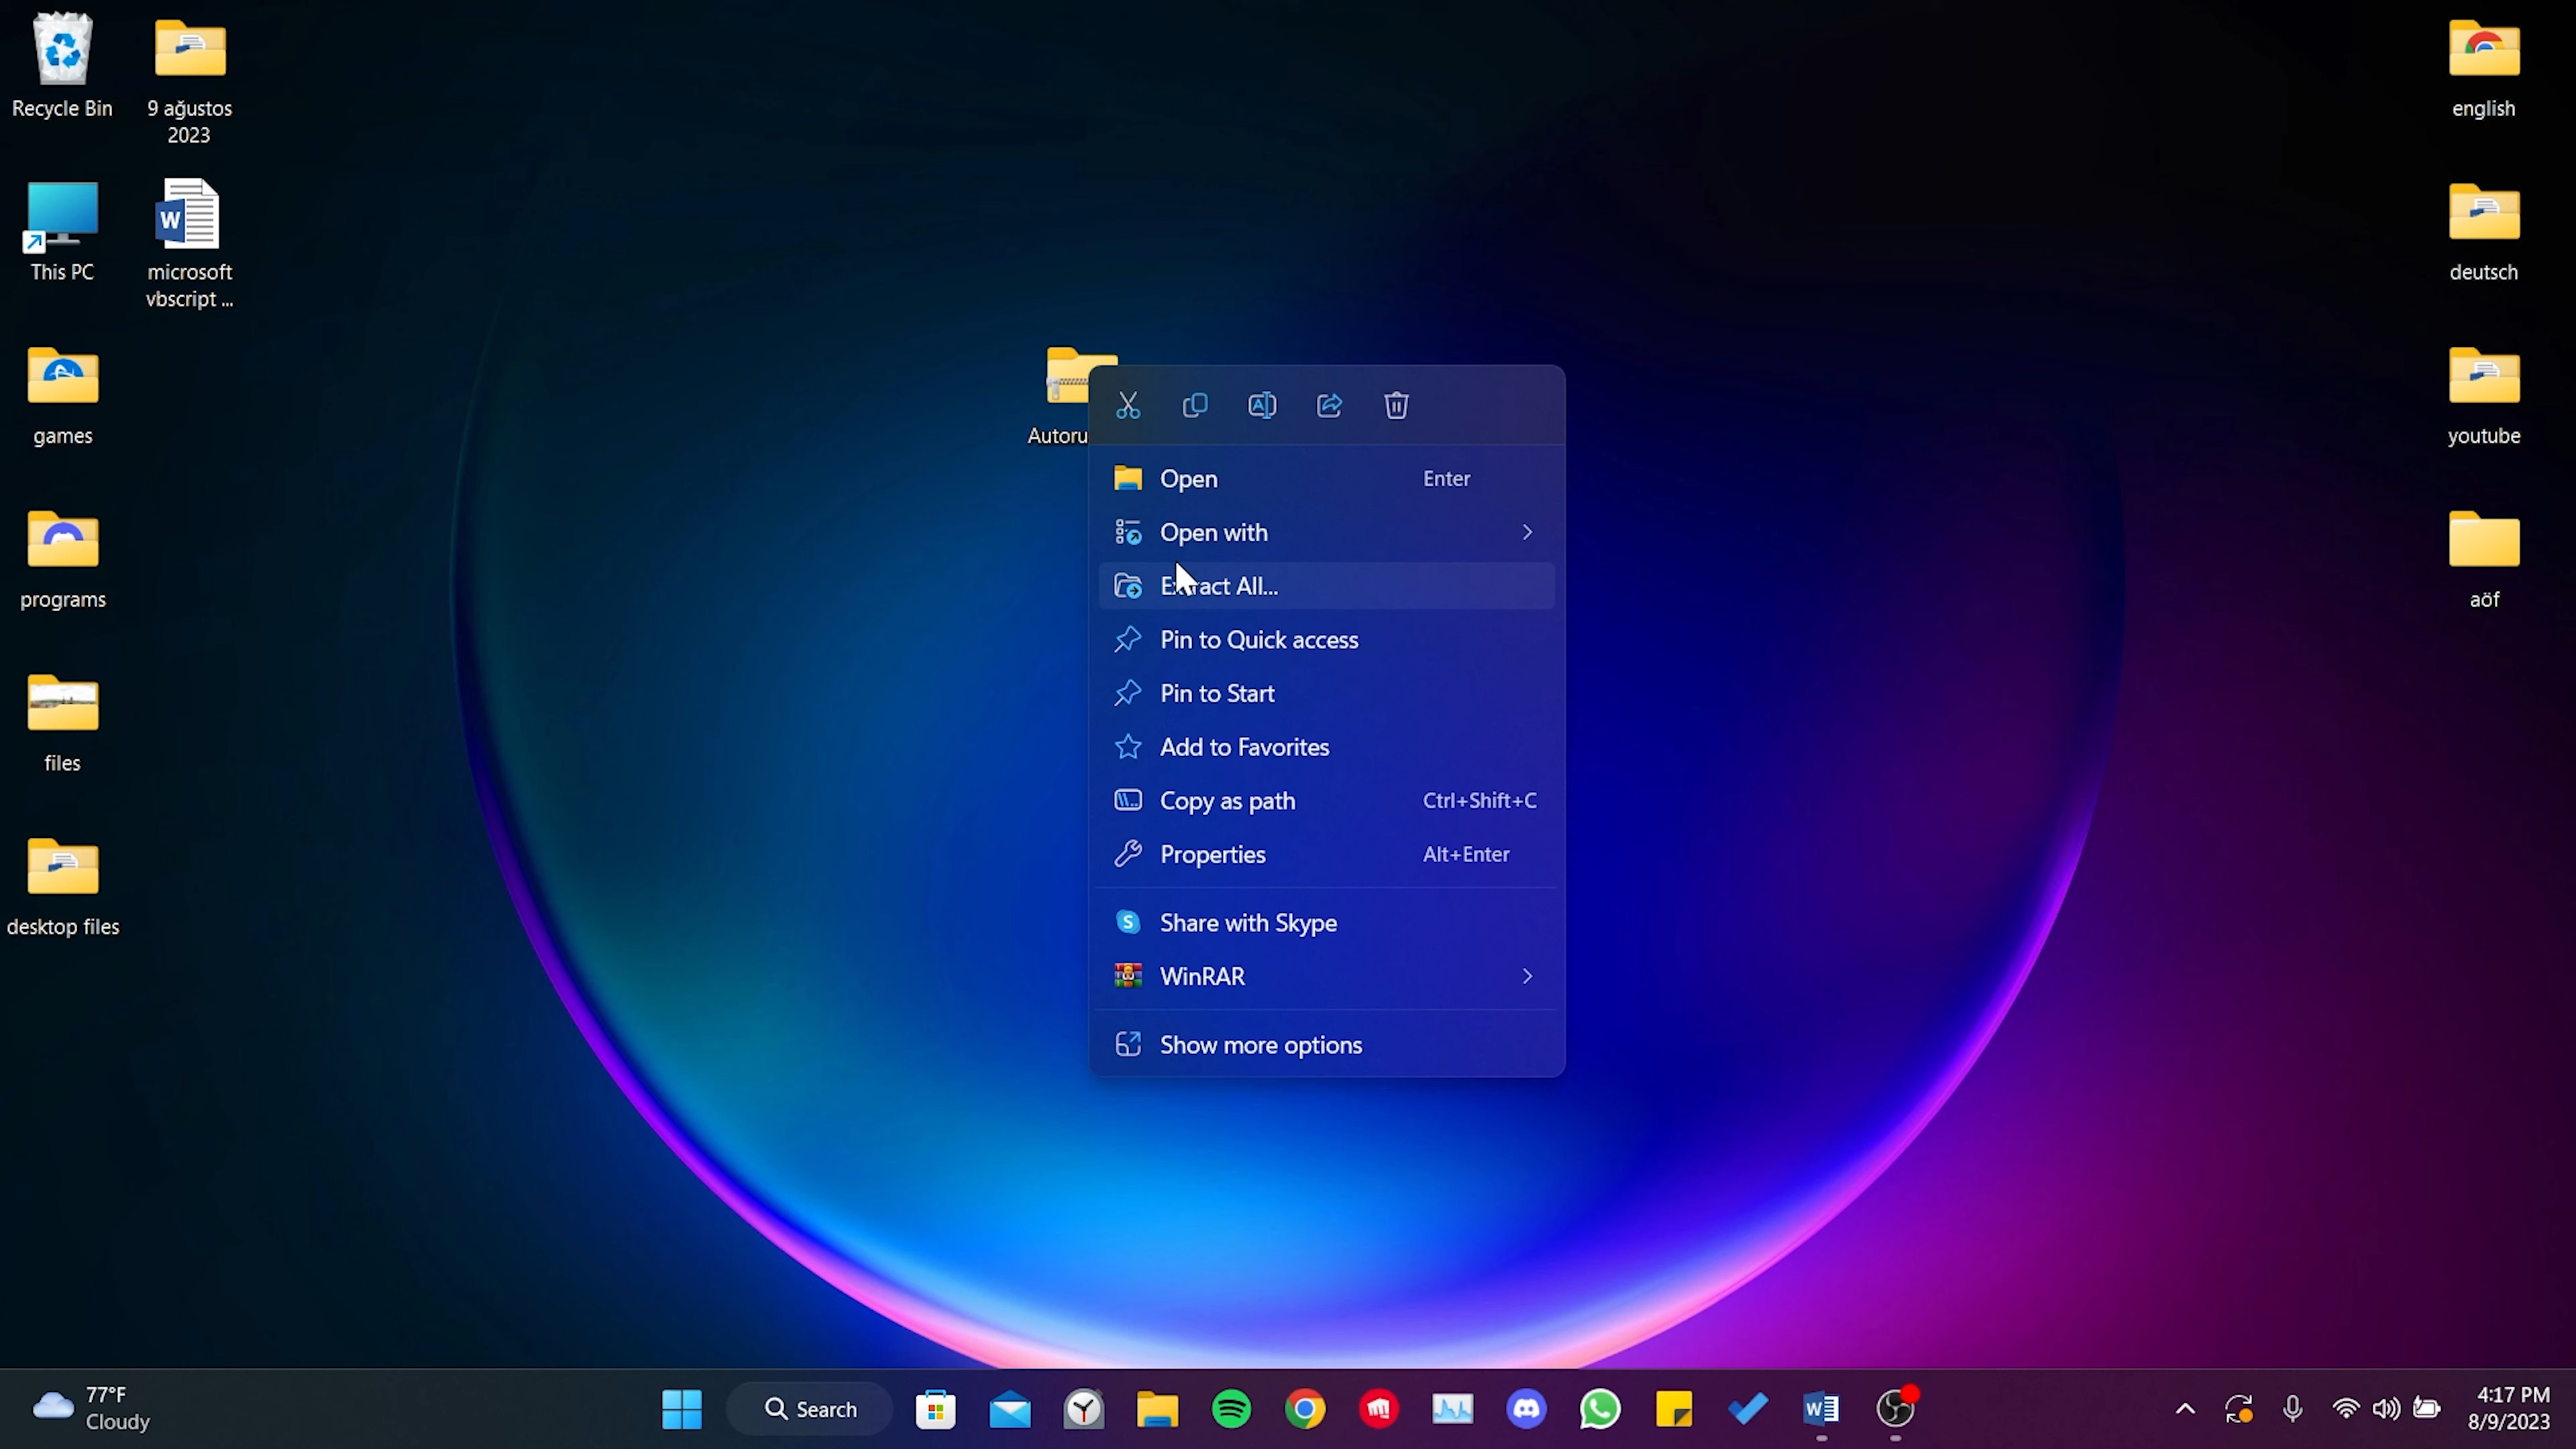 Recycle Bin
9 ağustos
2023
This PC
microsoft
vbscript ...
games
programs
files
desktop files
english
deutsch
youtube
aöf
Open Enter
Open with
Extract All...
Pin to Quick access
Pin to Start
Add to Favorites
Copy as path Ctrl+Shift+C
Properties Alt+Enter
Share with Skype
WinRAR
Show more options
77°F
Cloudy
Search
4:17 PM
8/9/2023